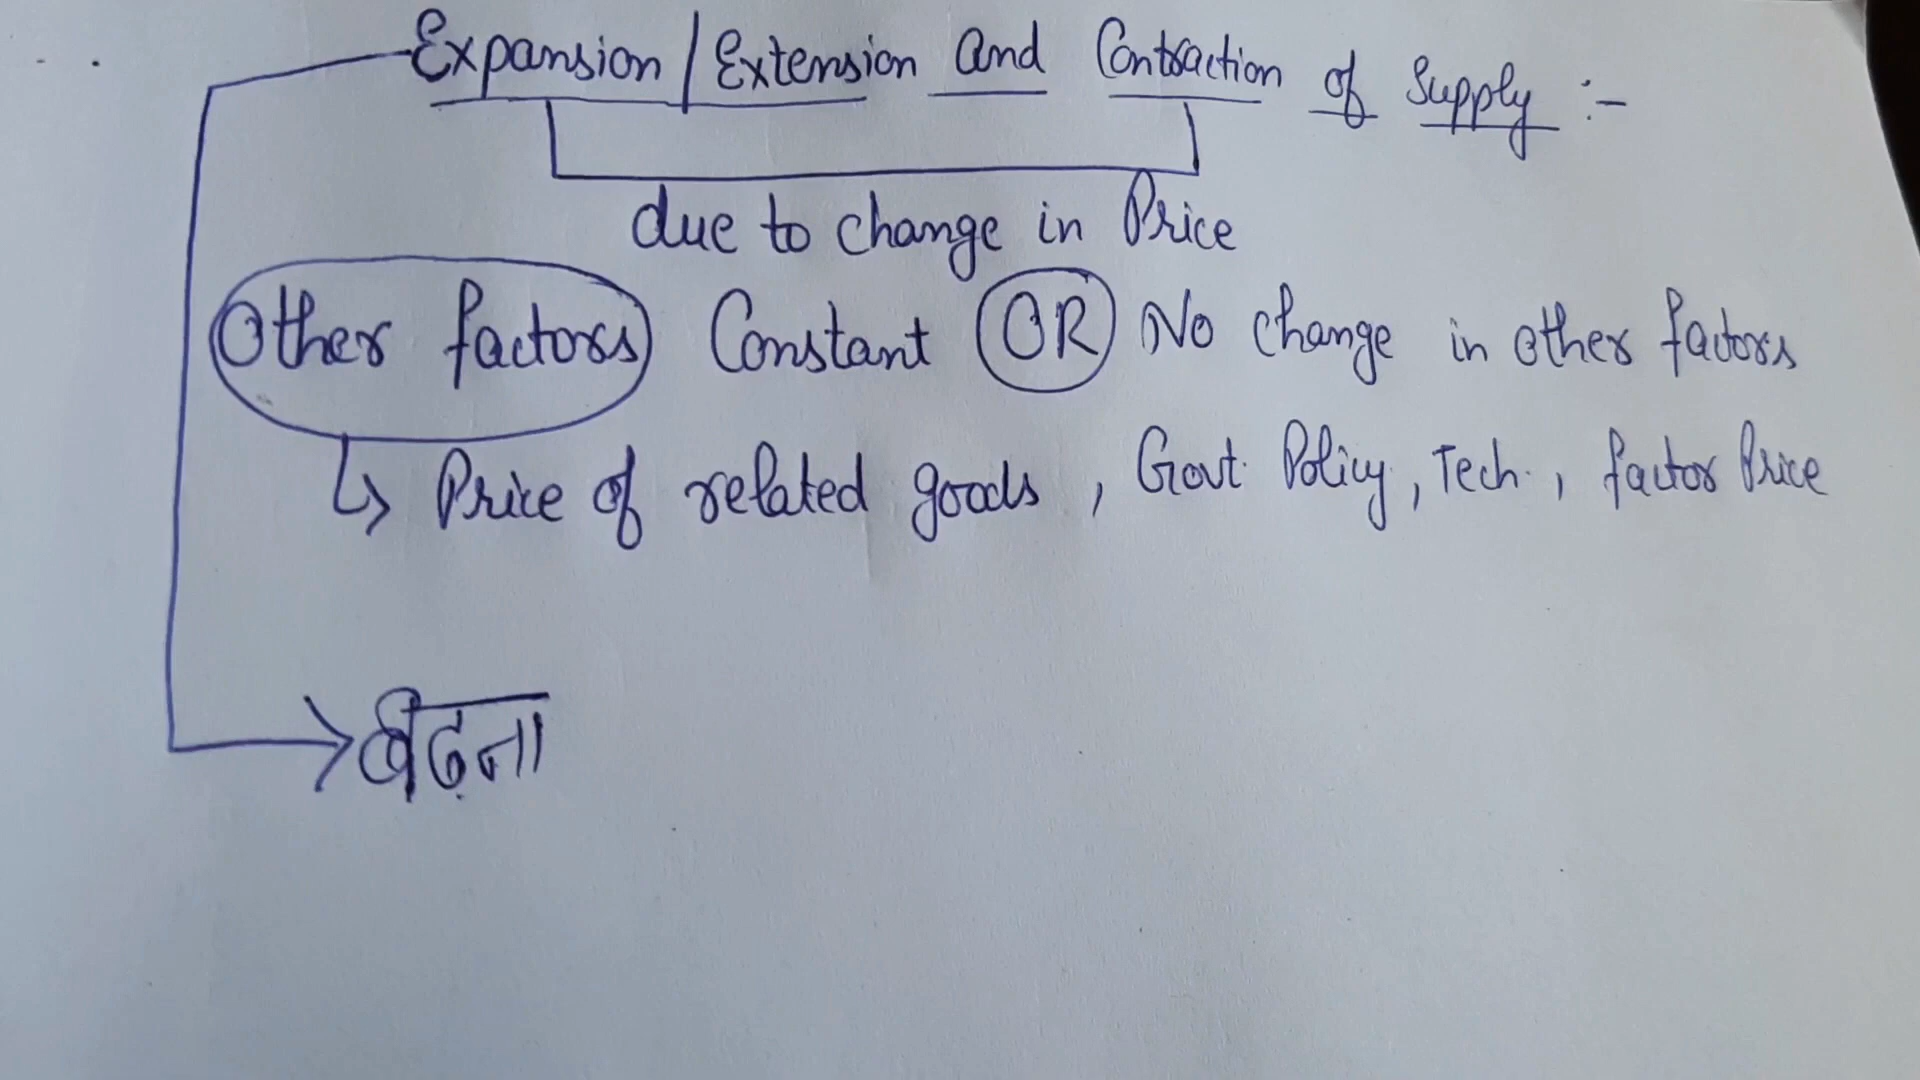 Expansion/Extension and Contraction of Supply :-
due to change in Price
Other factors Constant OR No change in other factors
↳ Price of related goods, Govt. Policy, Tech., factor Price
बढ़ना